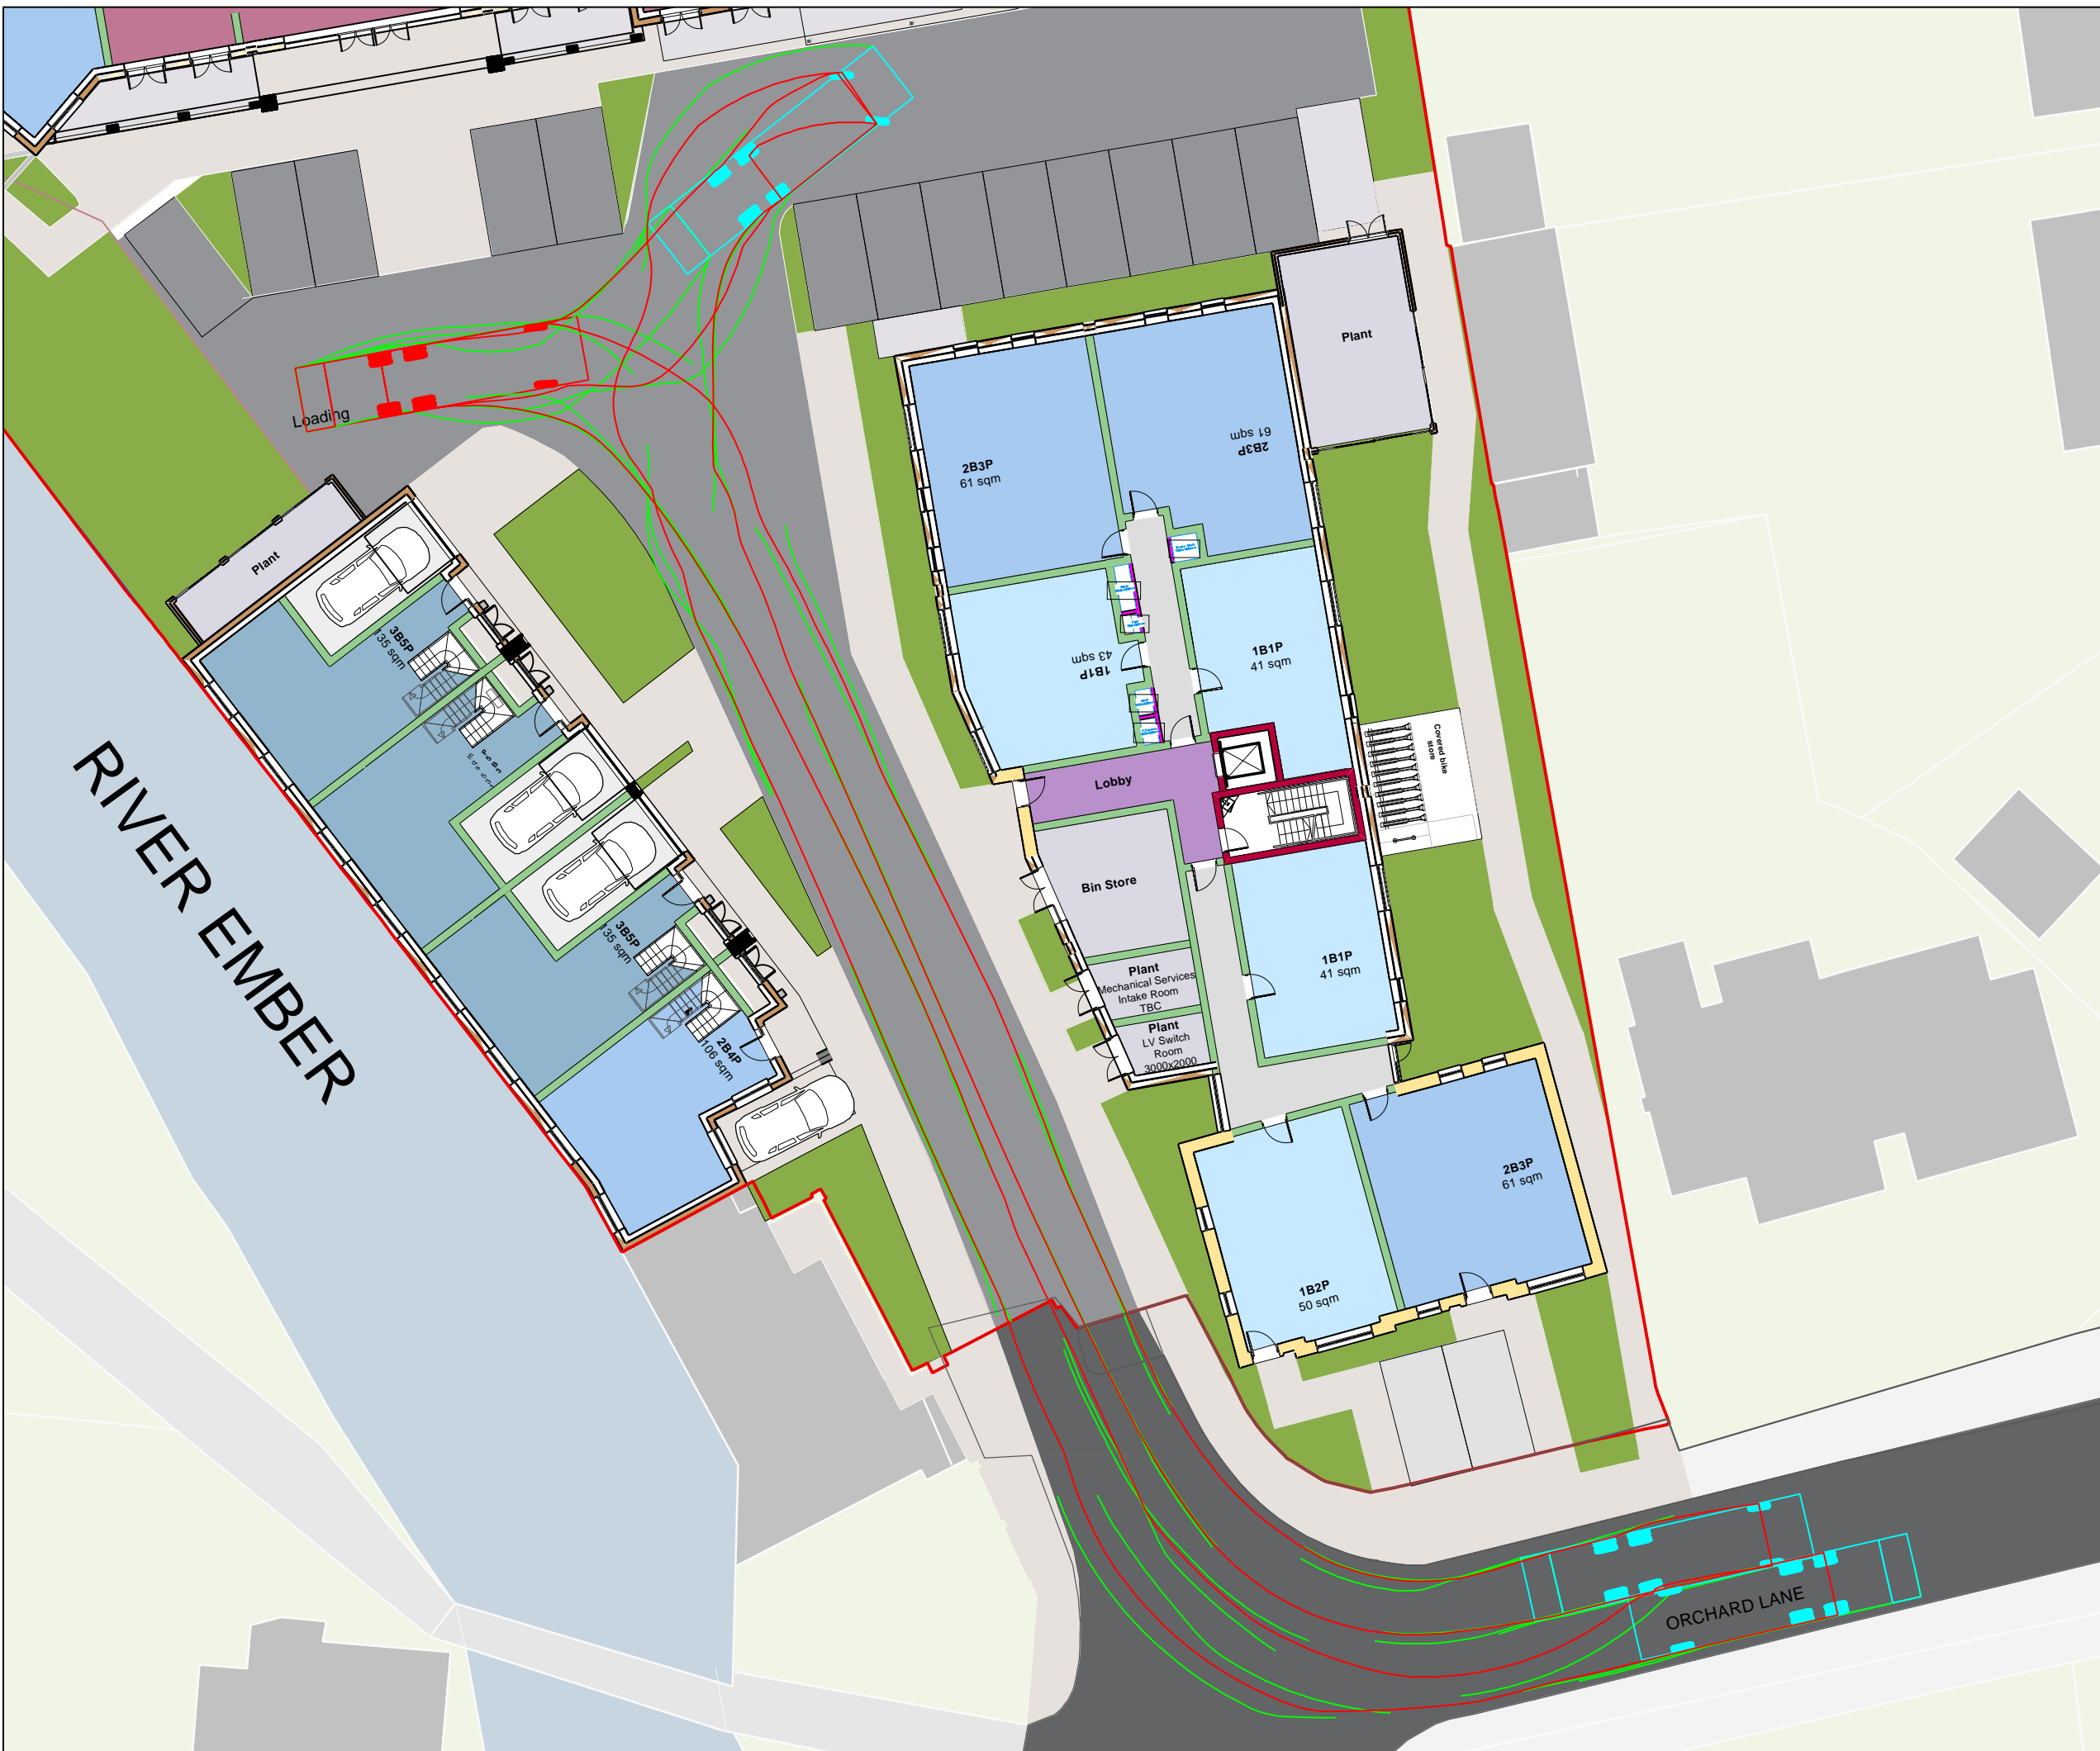 Loading
Plant
Plant
2B3P
61 sqm
2B3P
61 sqm
3B5P
135 sqm
1B1P
43 sqm
1B1P
41 sqm
Covered bike
store
RIVER EMBER
Lobby
Bin Store
3B5P
135 sqm
1B1P
41 sqm
Plant
Mechanical Services
Intake Room
TBC
Plant
LV Switch
Room
3000x2000
2B4P
106 sqm
2B3P
61 sqm
1B2P
50 sqm
ORCHARD LANE